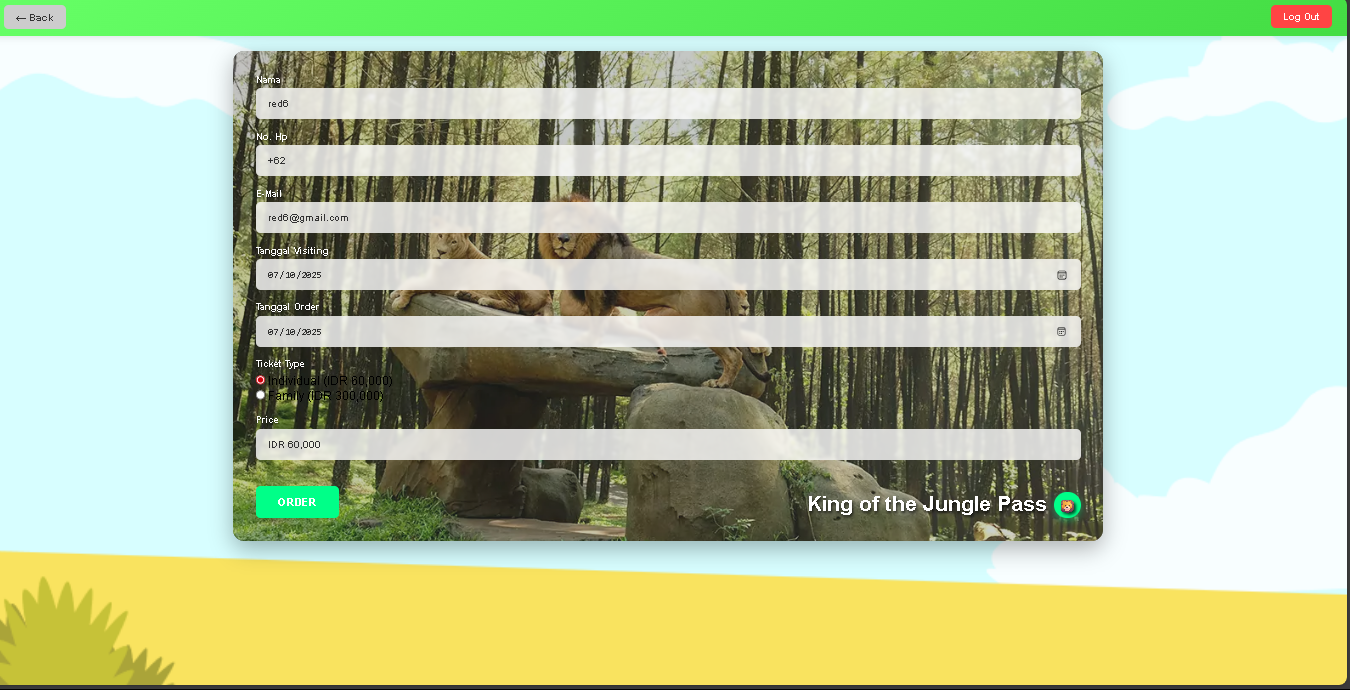 ← Back
Log Out
Nama
red6
No. Hp
+62
E-Mail
red6@gmail.com
Tanggal Visiting
07/10/2025
Tanggal Order
07/10/2025
Ticket Type
Individual (IDR 60,000)
Family (IDR 300,000)
Price
IDR 60,000
ORDER
King of the Jungle Pass 🦁